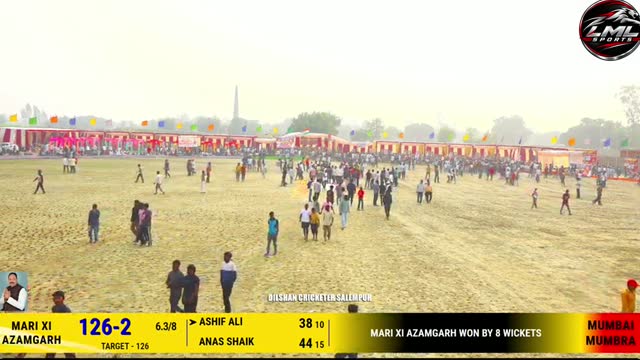 LML
SPORTS
DILSHAN CRICKETER SALEMPUR
MARI XI
AZAMGARH
126-2
6.3/8
TARGET - 126
ASHIF ALI 38 10
ANAS SHAIK 44 15
MARI XI AZAMGARH WON BY 8 WICKETS
MUMBAI
MUMBRA